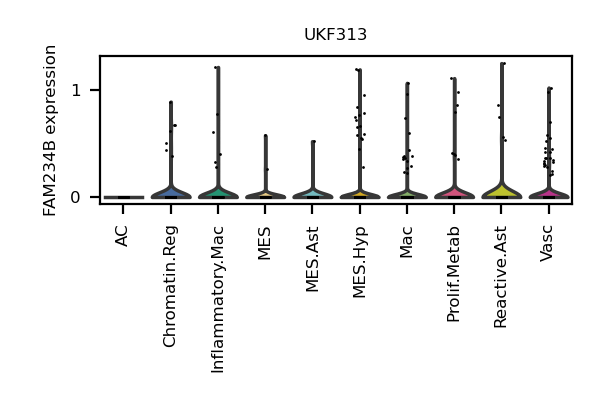 UKF313
FAM234B expression
1
0
AC
Chromatin.Reg
Inflammatory.Mac
MES
MES.Ast
MES.Hyp
Mac
Prolif.Metab
Reactive.Ast
Vasc